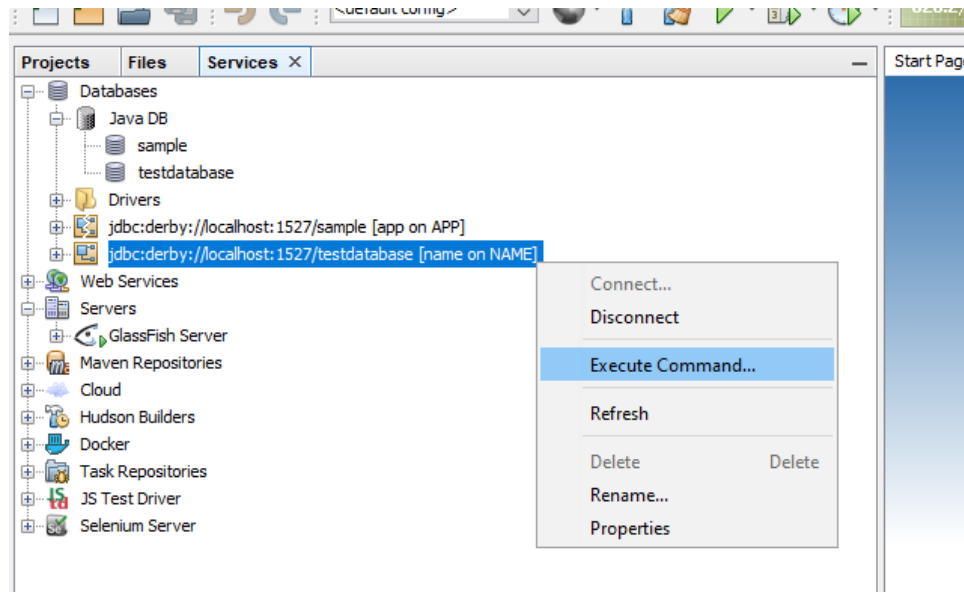 <default config>
Projects Files Services ×
Start Pag
Databases
Java DB
sample
testdatabase
Drivers
jdbc:derby://localhost:1527/sample [app on APP]
jdbc:derby://localhost:1527/testdatabase [name on NAME]
Web Services
Servers
GlassFish Server
Maven Repositories
Cloud
Hudson Builders
Docker
Task Repositories
JS Test Driver
Selenium Server
Connect...
Disconnect
Execute Command...
Refresh
Delete Delete
Rename...
Properties